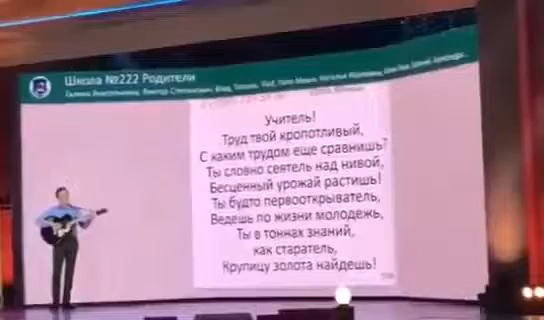 Школа №222 Родители
Учитель!
Труд твой кропотливый,
С каким трудом еще сравнишь?
Ты словно сеятель над нивой,
Бесценный урожай растишь!
Ты будто первооткрыватель,
Ведешь по жизни молодежь,
Ты в тоннах знаний,
как старатель,
Крупицу золота найдешь!